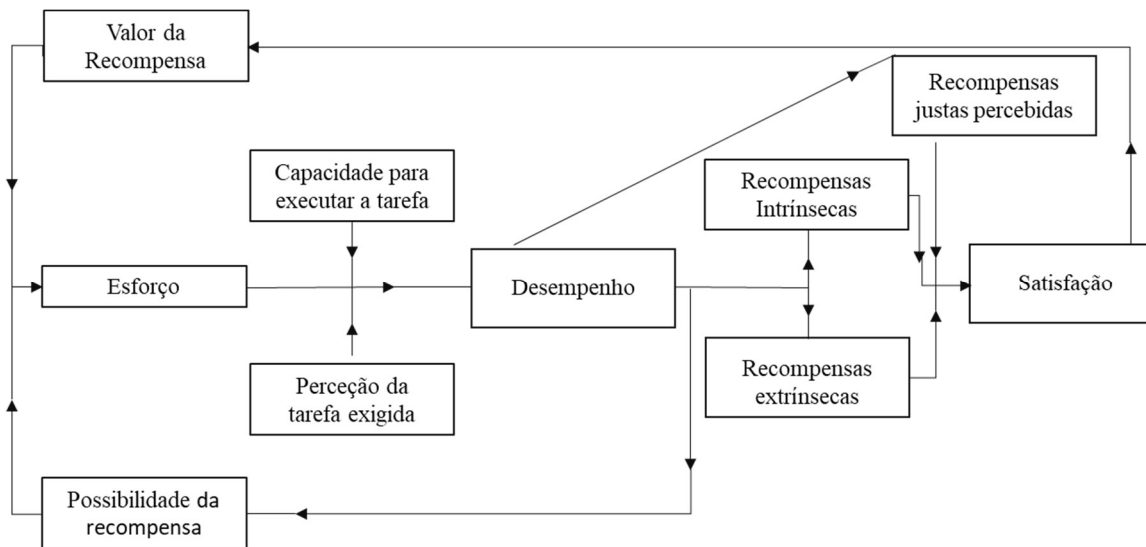 Valor da
Recompensa
Recompensas
justas percebidas
Capacidade para
executar a tarefa
Recompensas
Intrínsecas
Esforço
Desempenho
Satisfação
Perceção da
tarefa exigida
Recompensas
extrínsecas
Possibilidade da
recompensa